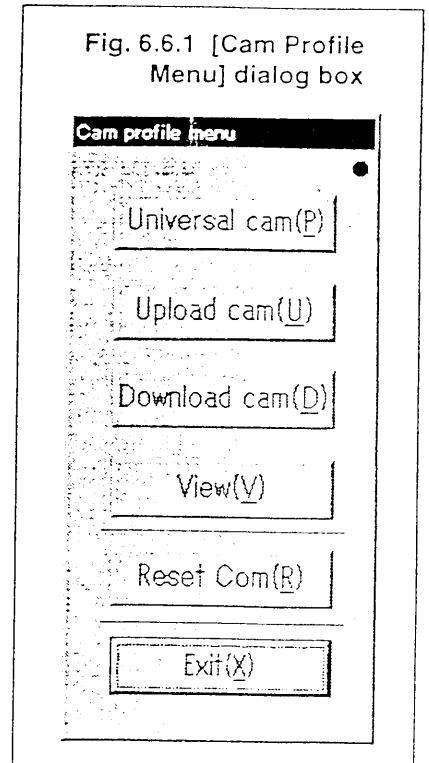 Fig. 6.6.1 [Cam Profile
Menu] dialog box
Cam profile menu
Universal cam(P)
Upload cam(U)
Download cam(D)
View(V)
Reset Com(R)
Exit(X)